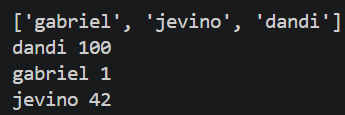 ['gabriel', 'jevino', 'dandi']
dandi 100
gabriel 1
jevino 42